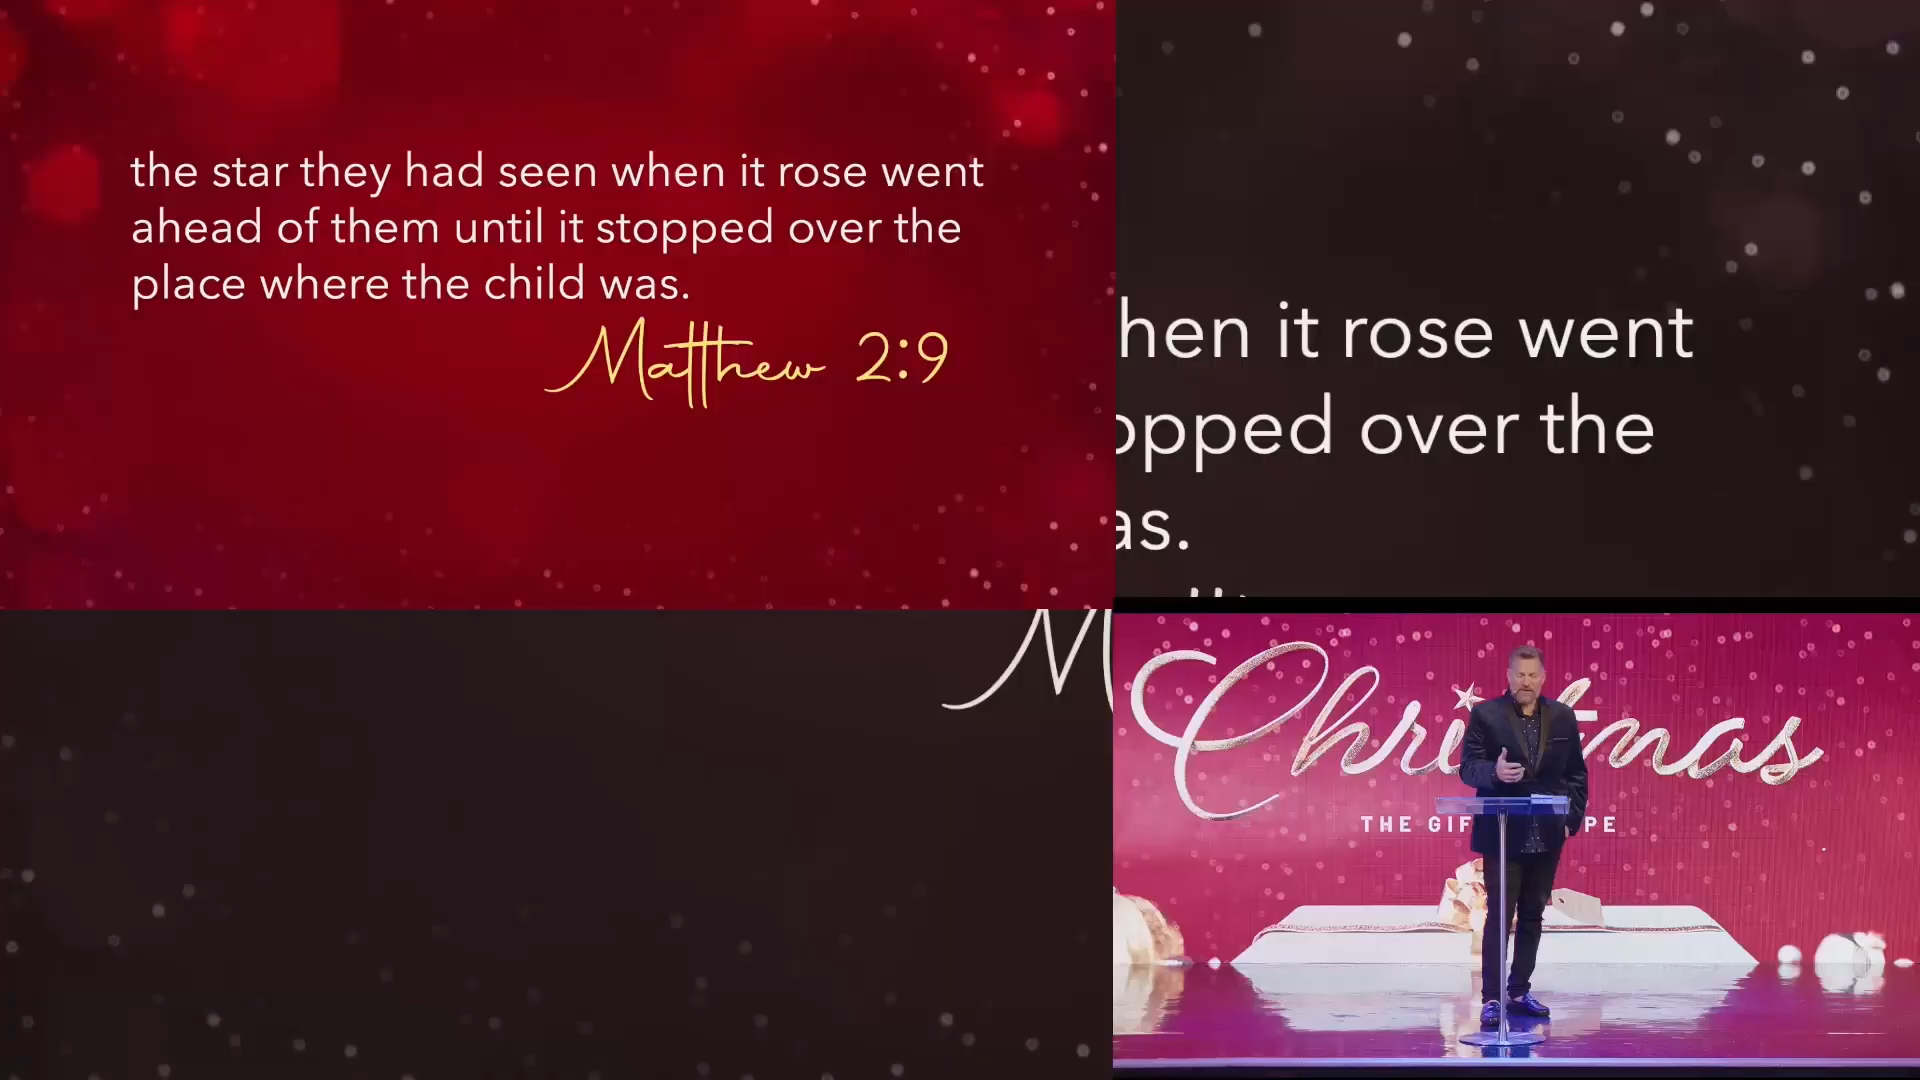 the star they had seen when it rose went
ahead of them until it stopped over the
place where the child was.
Matthew 2:9
hen it rose went
opped over the
as.
M
Christmas
THE GIF PE